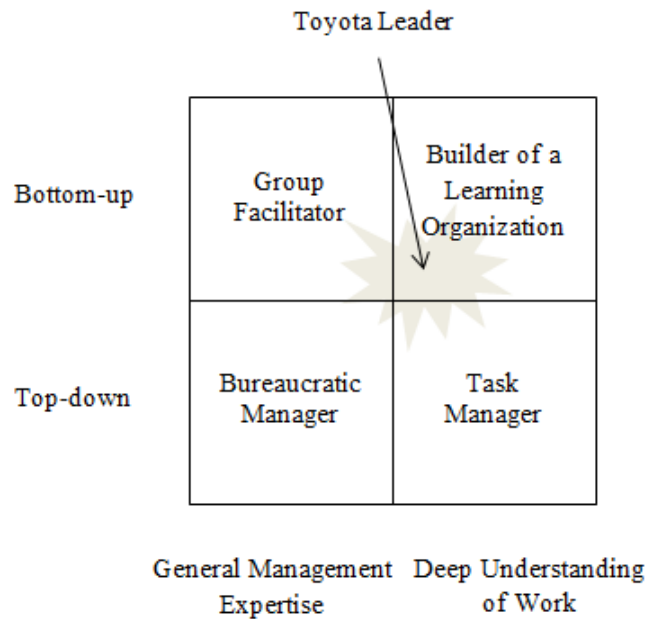 Toyota Leader
Bottom-up
Group
Facilitator
Builder of a
Learning
Organization
Top-down
Bureaucratic
Manager
Task
Manager
General Management
Expertise
Deep Understanding
of Work